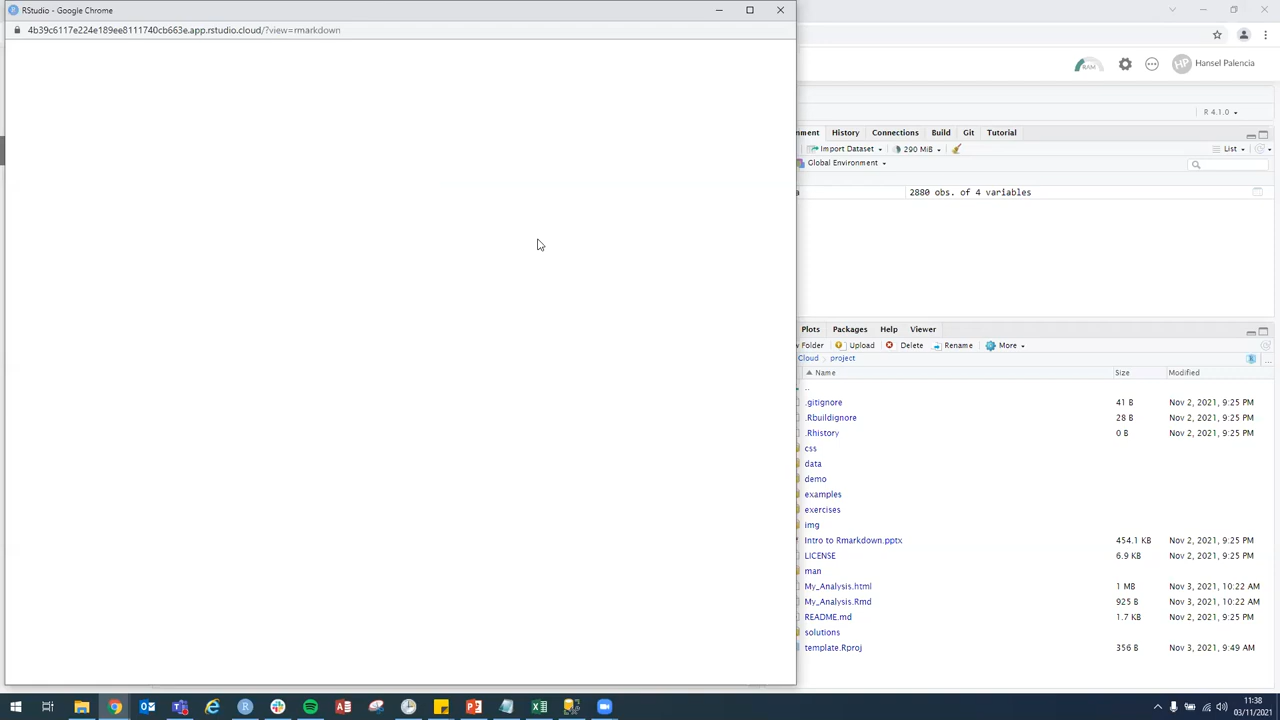 RStudio - Google Chrome
4b39c6117e224e189ee8111740cb663e.app.rstudio.cloud/?view=rmarkdown
RAM
HP Hansel Palencia
R 4.1.0
nment History Connections Build Git Tutorial
Import Dataset 290 MiB List
Global Environment
a 2880 obs. of 4 variables
Plots Packages Help Viewer
v Folder Upload Delete Rename More
Cloud project
Name Size Modified
..
.gitignore 41 B Nov 2, 2021, 9:25 PM
.Rbuildignore 28 B Nov 2, 2021, 9:25 PM
.Rhistory 0 B Nov 2, 2021, 9:25 PM
css
data
demo
examples
exercises
img
Intro to Rmarkdown.pptx 454.1 KB Nov 2, 2021, 9:25 PM
LICENSE 6.9 KB Nov 2, 2021, 9:25 PM
man
My_Analysis.html 1 MB Nov 3, 2021, 10:22 AM
My_Analysis.Rmd 925 B Nov 3, 2021, 10:22 AM
README.md 1.7 KB Nov 2, 2021, 9:25 PM
solutions
template.Rproj 356 B Nov 3, 2021, 9:49 AM
11:38
03/11/2021